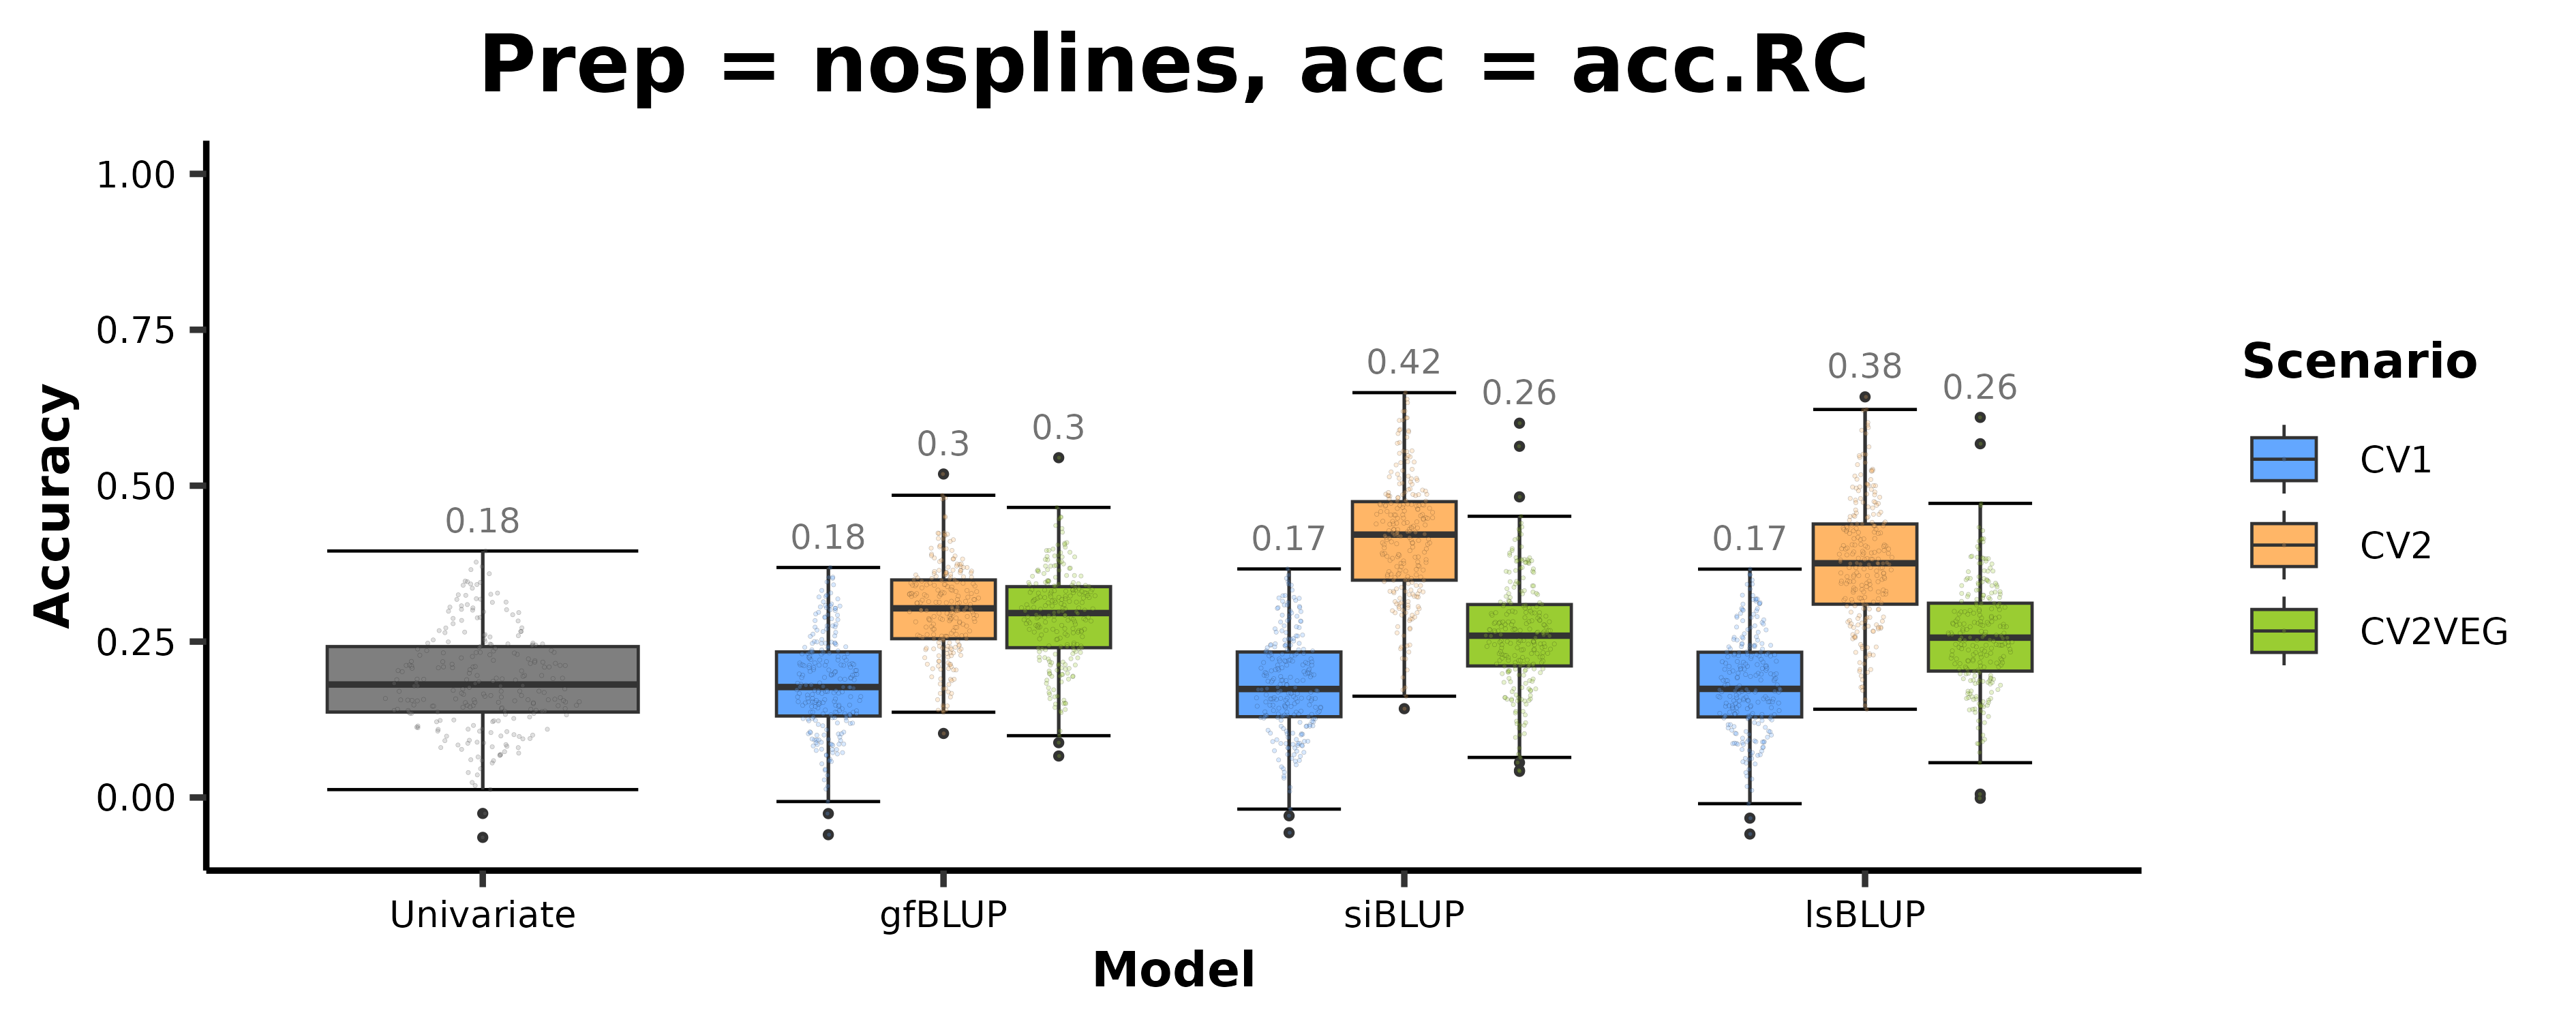 Prep = nosplines, acc = acc.RC
Accuracy
1.00
0.75
0.50
0.25
0.00
0.18
0.18
0.3
0.3
0.17
0.42
0.26
0.17
0.38
0.26
Univariate
gfBLUP
siBLUP
lsBLUP
Model
Scenario
CV1
CV2
CV2VEG